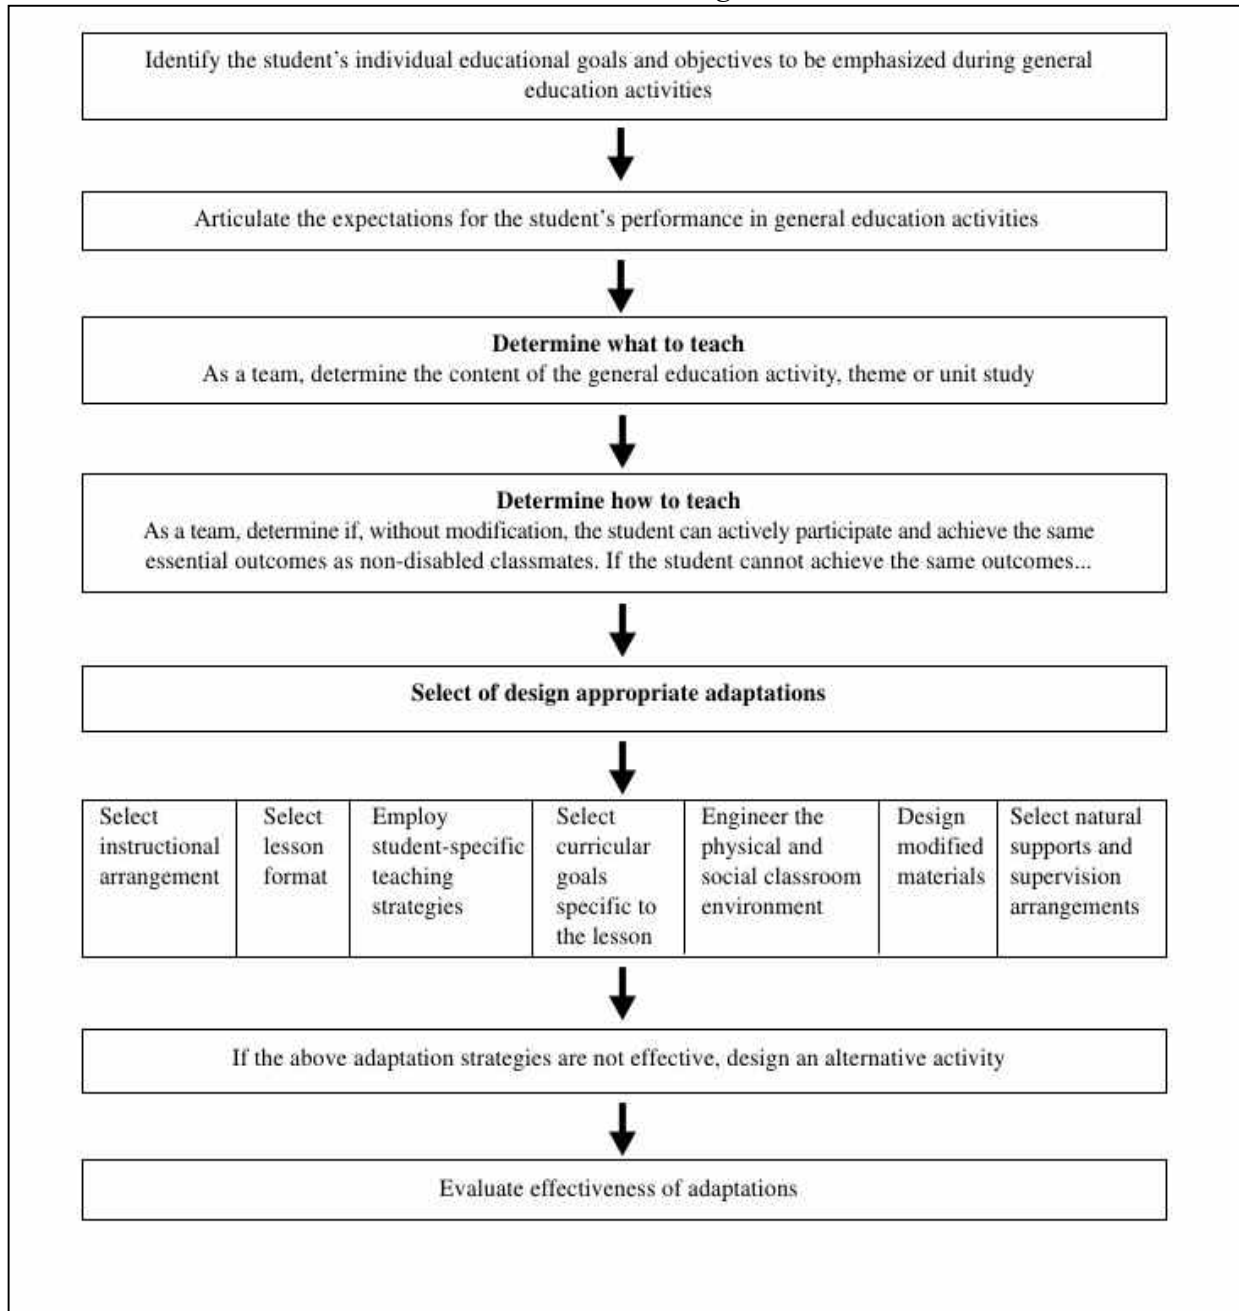 Identify the student's individual educational goals and objectives to be emphasized during general
education activities
Articulate the expectations for the student's performance in general education activities
Determine what to teach
As a team, determine the content of the general education activity, theme or unit study
Determine how to teach
As a team, determine if, without modification, the student can actively participate and achieve the same
essential outcomes as non-disabled classmates. If the student cannot achieve the same outcomes...
Select of design appropriate adaptations
Select
instructional
arrangement
Select
lesson
format
Employ
student-specific
teaching
strategies
Select
curricular
goals
specific to
the lesson
Engineer the
physical and
social classroom
environment
Design
modified
materials
Select natural
supports and
supervision
arrangements
If the above adaptation strategies are not effective, design an alternative activity
Evaluate effectiveness of adaptations